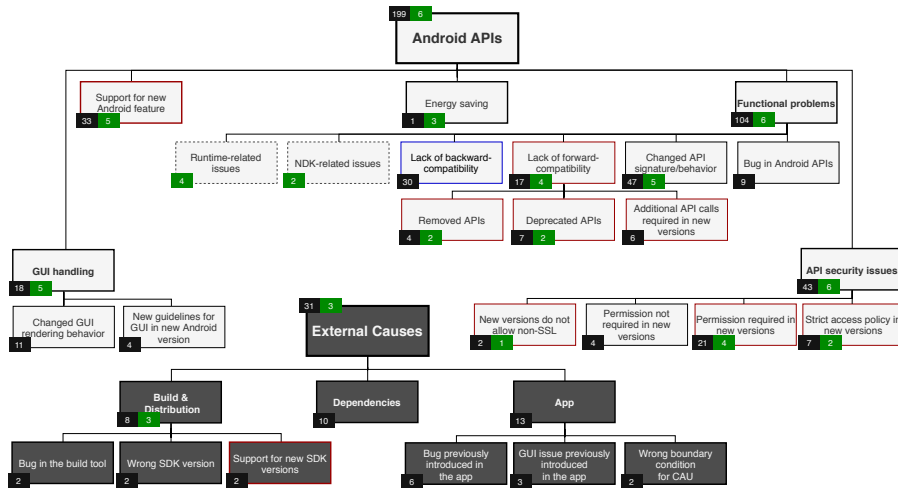 199 6
Android APIs
Support for new
Android feature
33 5
Energy saving
1 3
Functional problems
104 6
Runtime-related
issues
4
NDK-related issues
2
Lack of backward-
compatibility
30
Lack of forward-
compatibility
17 4
Changed API
signature/behavior
47 5
Bug in Android APIs
9
Removed APIs
4 2
Deprecated APIs
7 2
Additional API calls
required in new
versions
6
GUI handling
18 5
API security issues
43 6
Changed GUI
rendering behavior
11
New guidelines for
GUI in new Android
version
4
New versions do not
allow non-SSL
2 1
Permission not
required in new
versions
4
Permission required in
new versions
21 4
Strict access policy in
new versions
7 2
31 3
External Causes
Build &
Distribution
8 3
Dependencies
10
App
13
Bug in the build tool
2
Wrong SDK version
2
Support for new SDK
versions
2
Bug previously
introduced in
the app
6
GUI issue previously
introduced in
the app
3
Wrong boundary
condition
for CAU
2